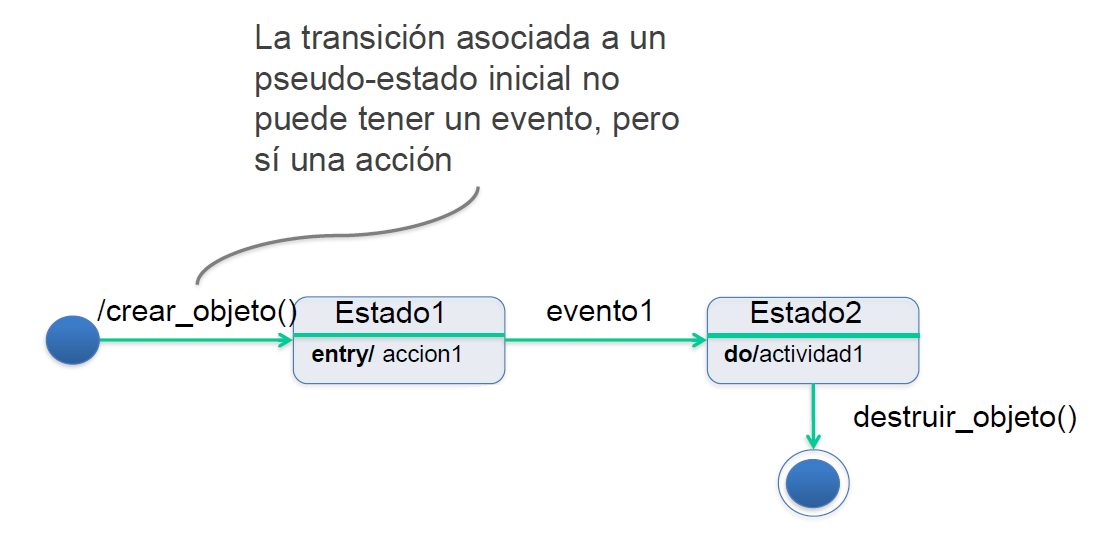 La transición asociada a un
pseudo-estado inicial no
puede tener un evento, pero
sí una acción
/crear_objeto()
Estado1
entry/ accion1
evento1
Estado2
do/actividad1
destruir_objeto()